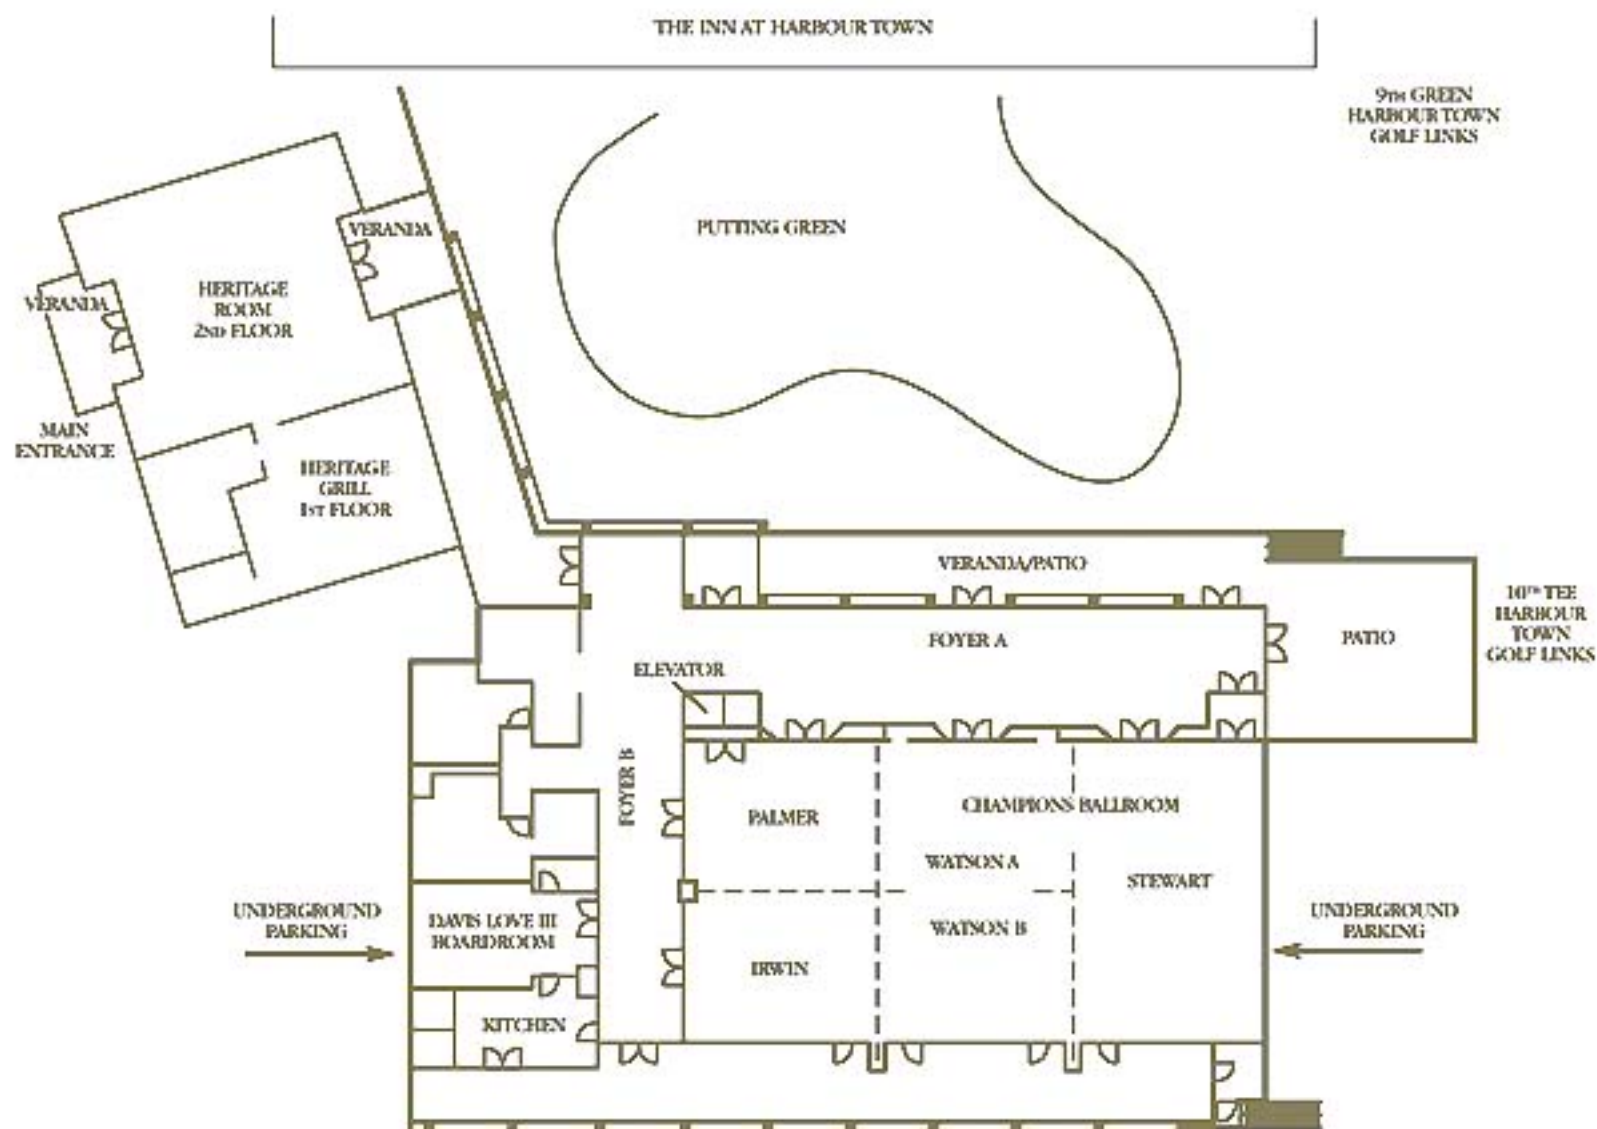 THE INN AT HARBOUR TOWN
9TH GREEN
HARBOUR TOWN
GOLF LINKS
PUTTING GREEN
VERANDA
VERANDA
HERITAGE
ROOM
2ND FLOOR
MAIN
ENTRANCE
HERITAGE
GRILL
1ST FLOOR
VERANDA/PATIO
10TH TEE
HARBOUR
TOWN
GOLF LINKS
PATIO
FOYER A
ELEVATOR
FOYER B
PALMER
CHAMPIONS BALLROOM
WATSON A
STEWART
WATSON B
IRWIN
UNDERGROUND
PARKING
DAVIS LOVE III
BOARDROOM
UNDERGROUND
PARKING
KITCHEN